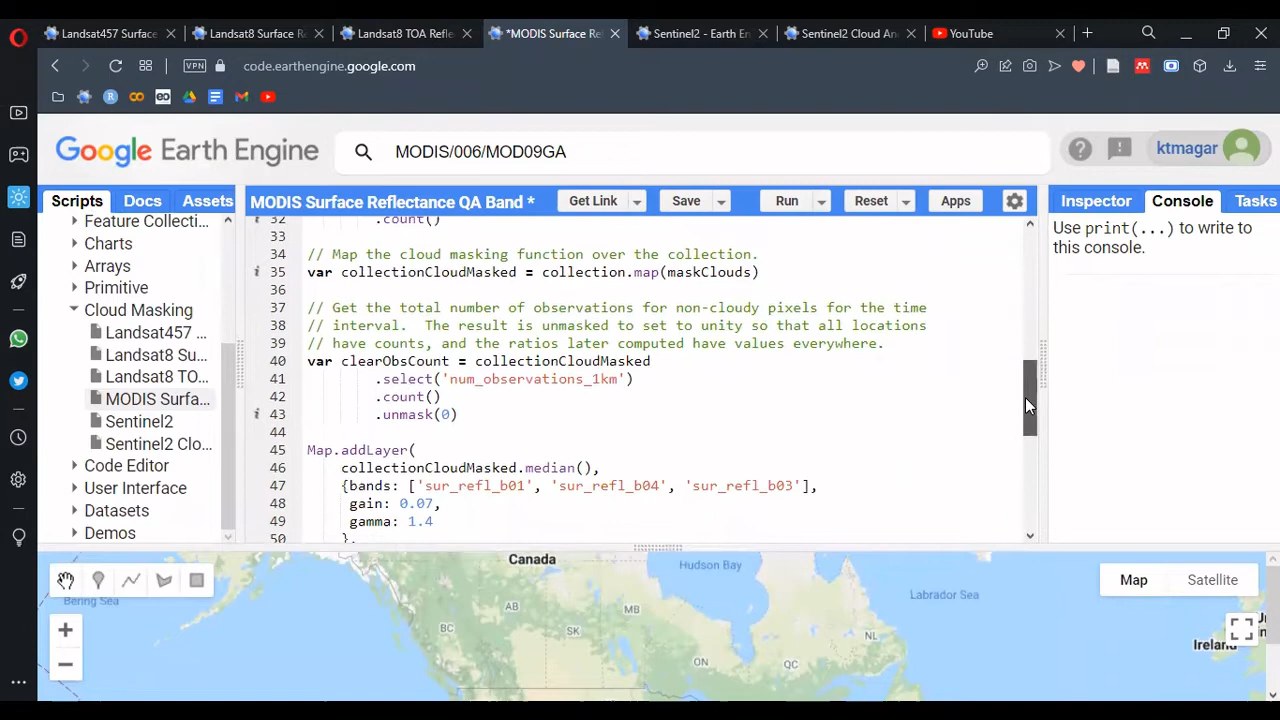 Landsat457 Surface
Landsat8 Surface Re
Landsat8 TOA Refle
*MODIS Surface Re
Sentinel2 - Earth En
Sentinel2 Cloud An
YouTube
VPN
code.earthengine.google.com
Google Earth Engine
MODIS/006/MOD09GA
ktmagar
Scripts
Docs
Assets
MODIS Surface Reflectance QA Band *
Get Link
Save
Run
Reset
Apps
Inspector
Console
Tasks
Feature Collecti...
Charts
Arrays
Primitive
Cloud Masking
Landsat457 ...
Landsat8 Su...
Landsat8 TO...
MODIS Surfa...
Sentinel2
Sentinel2 Clo...
Code Editor
User Interface
Datasets
Demos
32 .count()
33
34 // Map the cloud masking function over the collection.
35 var collectionCloudMasked = collection.map(maskClouds)
36
37 // Get the total number of observations for non-cloudy pixels for the time
38 // interval.  The result is unmasked to set to unity so that all locations
39 // have counts, and the ratios later computed have values everywhere.
40 var clearObsCount = collectionCloudMasked
41 .select('num_observations_1km')
42 .count()
43 .unmask(0)
44
45 Map.addLayer(
46 collectionCloudMasked.median(),
47 {bands: ['sur_refl_b01', 'sur_refl_b04', 'sur_refl_b03'],
48 gain: 0.07,
49 gamma: 1.4
50 },
Use print(...) to write
to this console.
Canada
Hudson Bay
Bering Sea
AB
MB
Labrador Sea
BC
SK
NL
ON
QC
Ireland
Map
Satellite